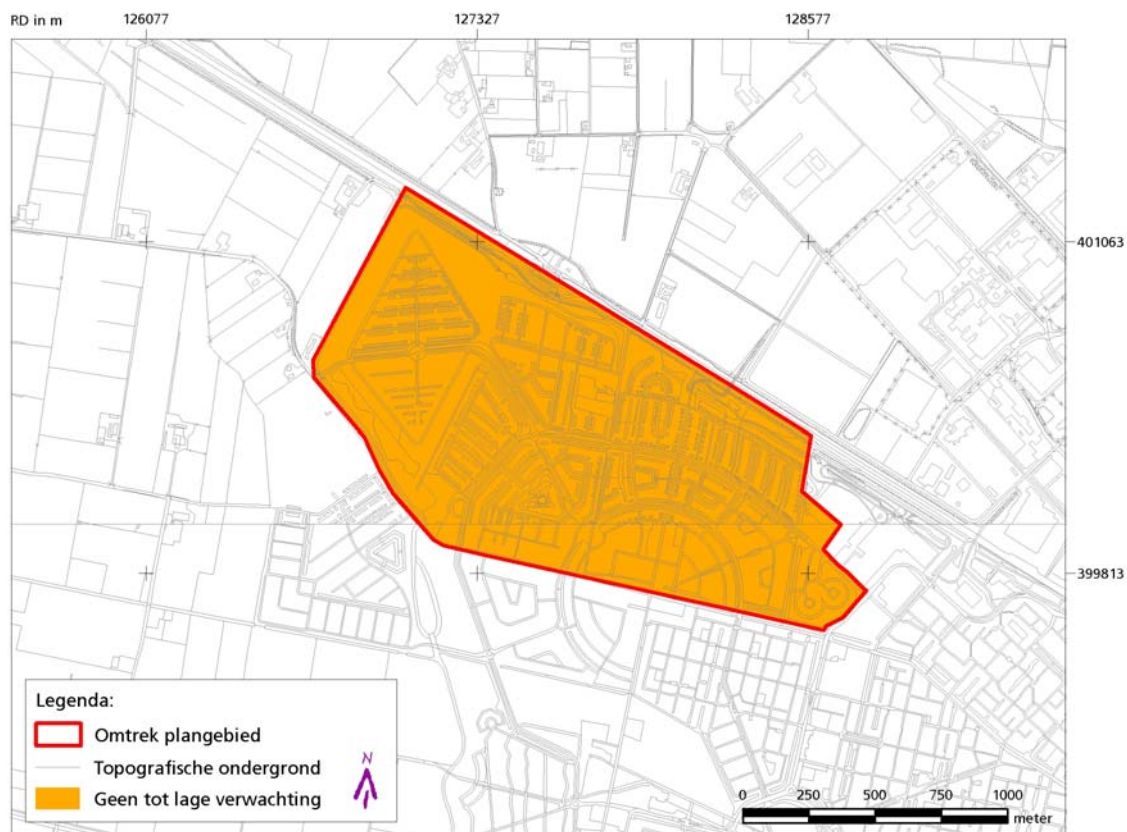 RD in m 126077 127327 128577
401063
399813
Legenda:
Omtrek plangebied
Topografische ondergrond
Geen tot lage verwachting
N
0 250 500 750 1000
meter